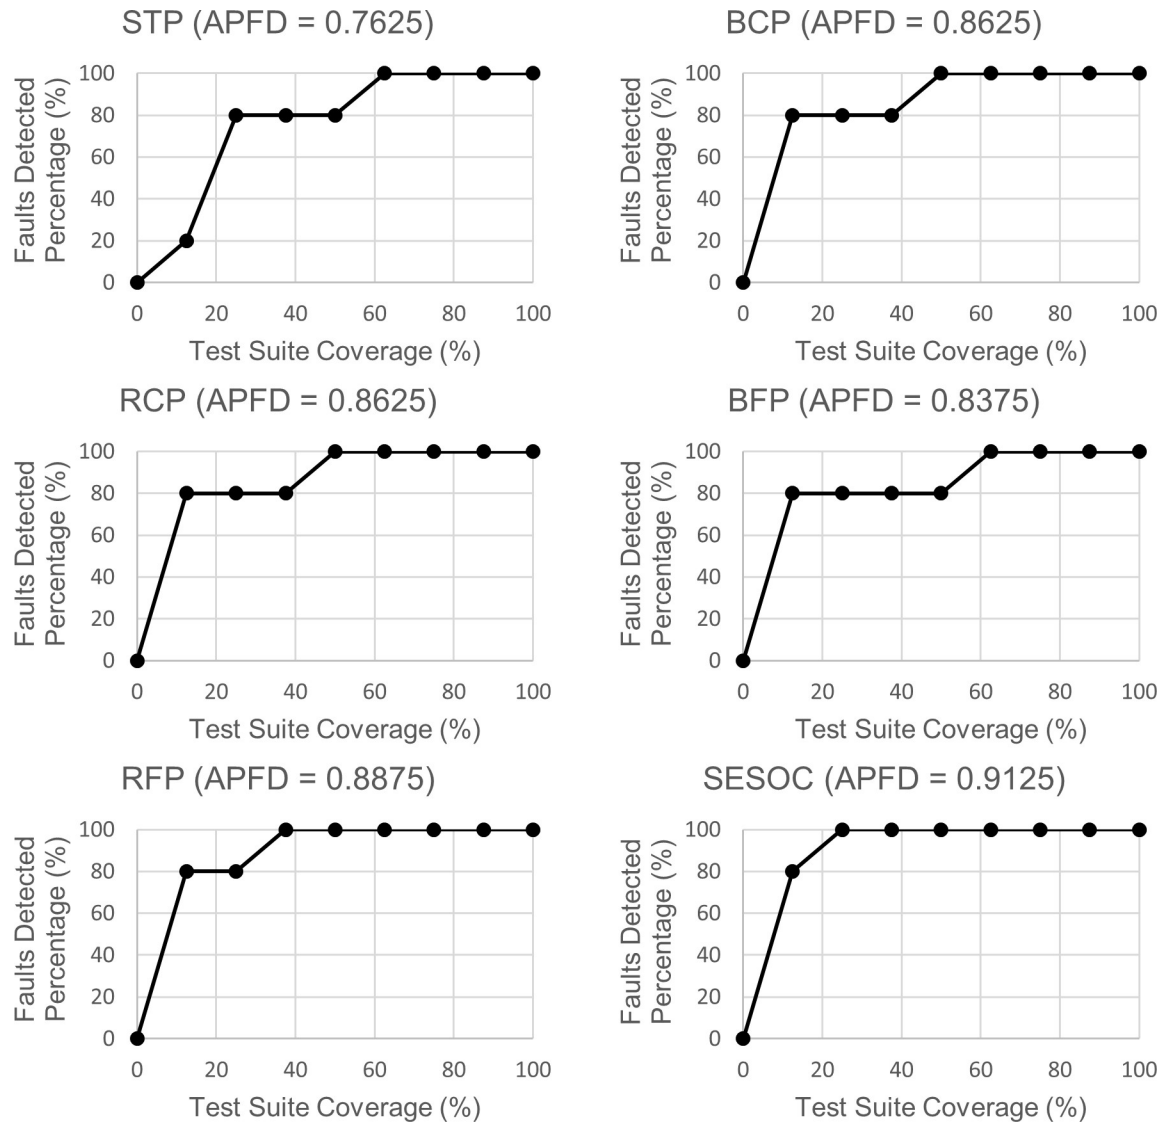 STP (APFD = 0.7625)
Faults Detected
Percentage (%)
100
80
60
40
20
0
0 20 40 60 80 100
Test Suite Coverage (%)
BCP (APFD = 0.8625)
Faults Detected
Percentage (%)
100
80
60
40
20
0
0 20 40 60 80 100
Test Suite Coverage (%)
RCP (APFD = 0.8625)
Faults Detected
Percentage (%)
100
80
60
40
20
0
0 20 40 60 80 100
Test Suite Coverage (%)
BFP (APFD = 0.8375)
Faults Detected
Percentage (%)
100
80
60
40
20
0
0 20 40 60 80 100
Test Suite Coverage (%)
RFP (APFD = 0.8875)
Faults Detected
Percentage (%)
100
80
60
40
20
0
0 20 40 60 80 100
Test Suite Coverage (%)
SESOC (APFD = 0.9125)
Faults Detected
Percentage (%)
100
80
60
40
20
0
0 20 40 60 80 100
Test Suite Coverage (%)